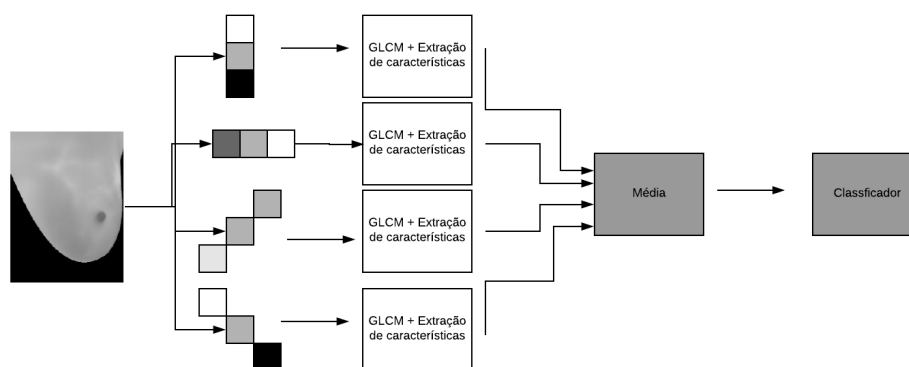 GLCM + Extração
de características
GLCM + Extração
de características
GLCM + Extração
de características
GLCM + Extração
de características
Média
Classficador